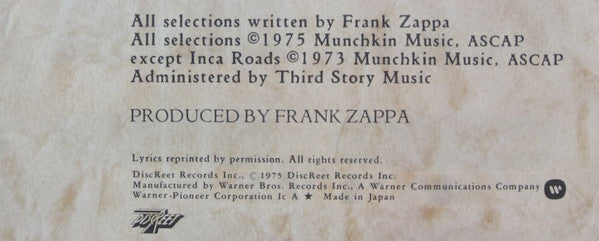 All selections written by Frank Zappa
All selections ©1975 Munchkin Music, ASCAP
except Inca Roads ©1973 Munchkin Music, ASCAP
Administered by Third Story Music
PRODUCED BY FRANK ZAPPA
Lyrics reprinted by permission. All rights reserved.
DiscReet Records Inc., © 1975 DiscReet Records Inc.
Manufactured by Warner Bros. Records Inc., A Warner Communications Company
Warner-Pioneer Corporation Ic A ★ Made in Japan
DISCREET